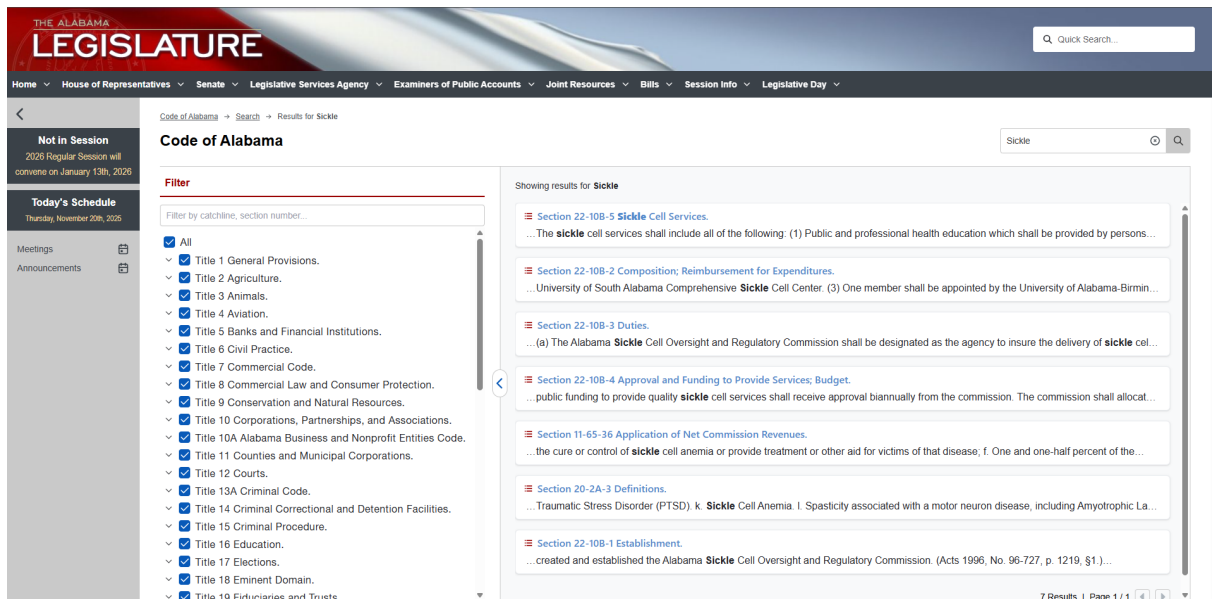 THE ALABAMA
LEGISLATURE
Quick Search...
Home
House of Representatives
Senate
Legislative Services Agency
Examiners of Public Accounts
Joint Resources
Bills
Session Info
Legislative Day
Not in Session
2026 Regular Session will
convene on January 13th, 2026
Today's Schedule
Thursday, November 20th, 2025
Meetings
Announcements
Code of Alabama → Search → Results for Sickle
Code of Alabama
Sickle
Filter
Filter by catchline, section number...
All
Title 1 General Provisions.
Title 2 Agriculture.
Title 3 Animals.
Title 4 Aviation.
Title 5 Banks and Financial Institutions.
Title 6 Civil Practice.
Title 7 Commercial Code.
Title 8 Commercial Law and Consumer Protection.
Title 9 Conservation and Natural Resources.
Title 10 Corporations, Partnerships, and Associations.
Title 10A Alabama Business and Nonprofit Entities Code.
Title 11 Counties and Municipal Corporations.
Title 12 Courts.
Title 13A Criminal Code.
Title 14 Criminal Correctional and Detention Facilities.
Title 15 Criminal Procedure.
Title 16 Education.
Title 17 Elections.
Title 18 Eminent Domain.
Title 19 Fiduciaries and Trusts.
Showing results for Sickle
Section 22-10B-5 Sickle Cell Services.
...The sickle cell services shall include all of the following: (1) Public and professional health education which shall be provided by persons...
Section 22-10B-2 Composition; Reimbursement for Expenditures.
...University of South Alabama Comprehensive Sickle Cell Center. (3) One member shall be appointed by the University of Alabama-Birmin...
Section 22-10B-3 Duties.
...(a) The Alabama Sickle Cell Oversight and Regulatory Commission shall be designated as the agency to insure the delivery of sickle cel...
Section 22-10B-4 Approval and Funding to Provide Services; Budget.
...public funding to provide quality sickle cell services shall receive approval biannually from the commission. The commission shall allocat...
Section 11-65-36 Application of Net Commission Revenues.
...the cure or control of sickle cell anemia or provide treatment or other aid for victims of that disease; f. One and one-half percent of the...
Section 20-2A-3 Definitions.
...Traumatic Stress Disorder (PTSD). k. Sickle Cell Anemia. l. Spasticity associated with a motor neuron disease, including Amyotrophic La...
Section 22-10B-1 Establishment.
...created and established the Alabama Sickle Cell Oversight and Regulatory Commission. (Acts 1996, No. 96-727, p. 1219, §1.)...
7 Results | Page 1 / 1